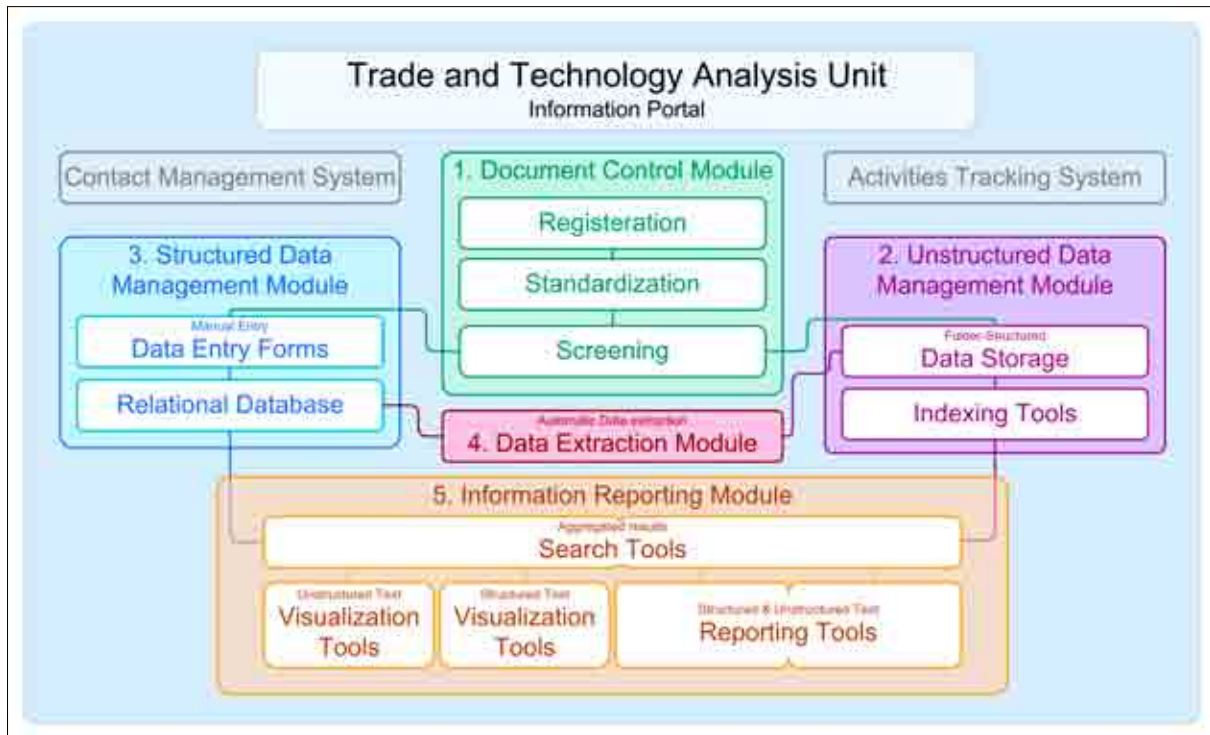 Trade and Technology Analysis Unit
Information Portal
Contact Management System
1. Document Control Module
Activities Tracking System
Registeration
Standardization
Screening
3. Structured Data
Management Module
Manual Entry
Data Entry Forms
Relational Database
2. Unstructured Data
Management Module
Folder-Structured
Data Storage
Indexing Tools
Automatic Data extraction
4. Data Extraction Module
5. Information Reporting Module
Aggregated results
Search Tools
Unstructured Text
Visualization
Tools
Structured Text
Visualization
Tools
Structured & Unstructured Text
Reporting Tools